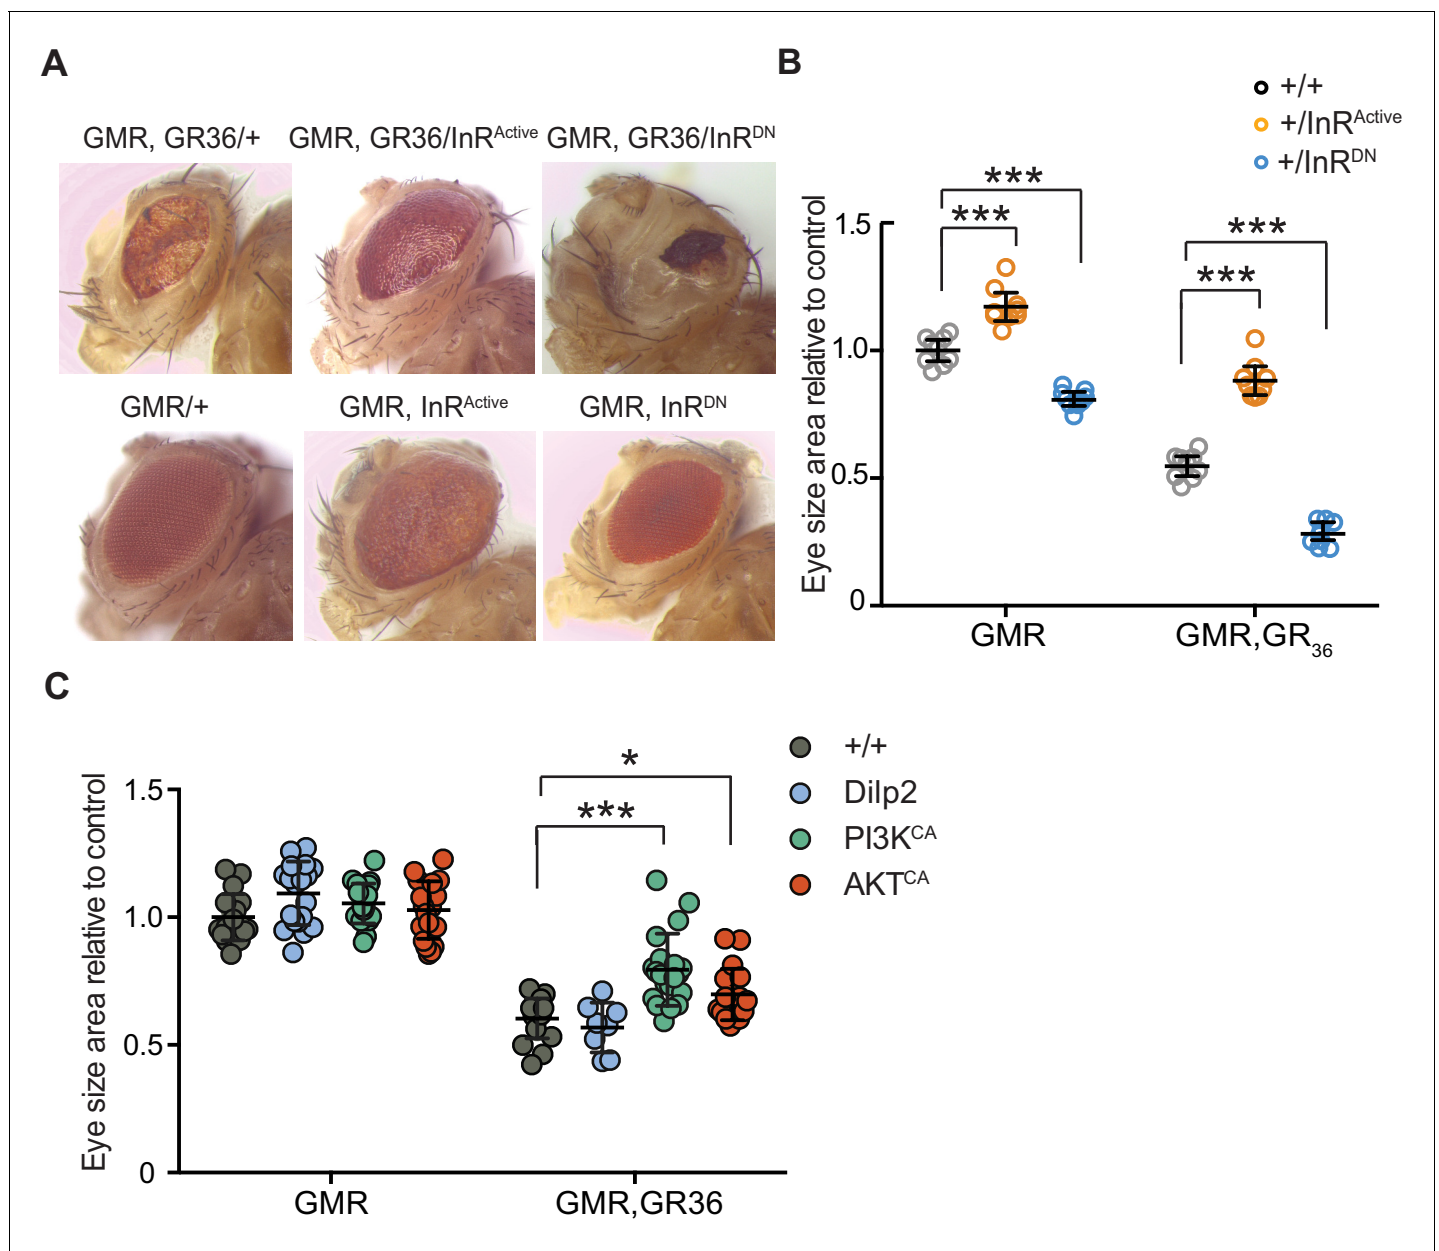 A
GMR, GR36/+ GMR, GR36/InR^Active GMR, GR36/InR^DN
GMR/+ GMR, InR^Active GMR, InR^DN
B
+/+
+/InR^Active
+/InR^DN
Eye size area relative to control
1.5
1.0
0.5
0
***
***
***
***
GMR GMR,GR₃₆
C
+/+
Dilp2
PI3K^CA
AKT^CA
Eye size area relative to control
1.5
1.0
0.5
0
*
***
GMR GMR,GR36